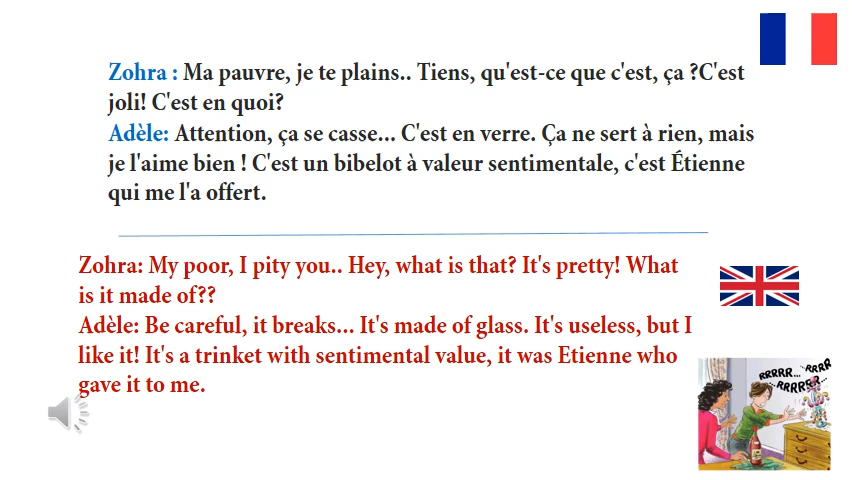 Zohra : Ma pauvre, je te plains.. Tiens, qu'est-ce que c'est, ça ?C'est
joli! C'est en quoi?
Adèle: Attention, ça se casse... C'est en verre. Ça ne sert à rien, mais
je l'aime bien ! C'est un bibelot à valeur sentimentale, c'est Étienne
qui me l'a offert.
Zohra: My poor, I pity you.. Hey, what is that? It's pretty! What
is it made of??
Adèle: Be careful, it breaks... It's made of glass. It's useless, but I
like it! It's a trinket with sentimental value, it was Etienne who
gave it to me.
RRRRR...